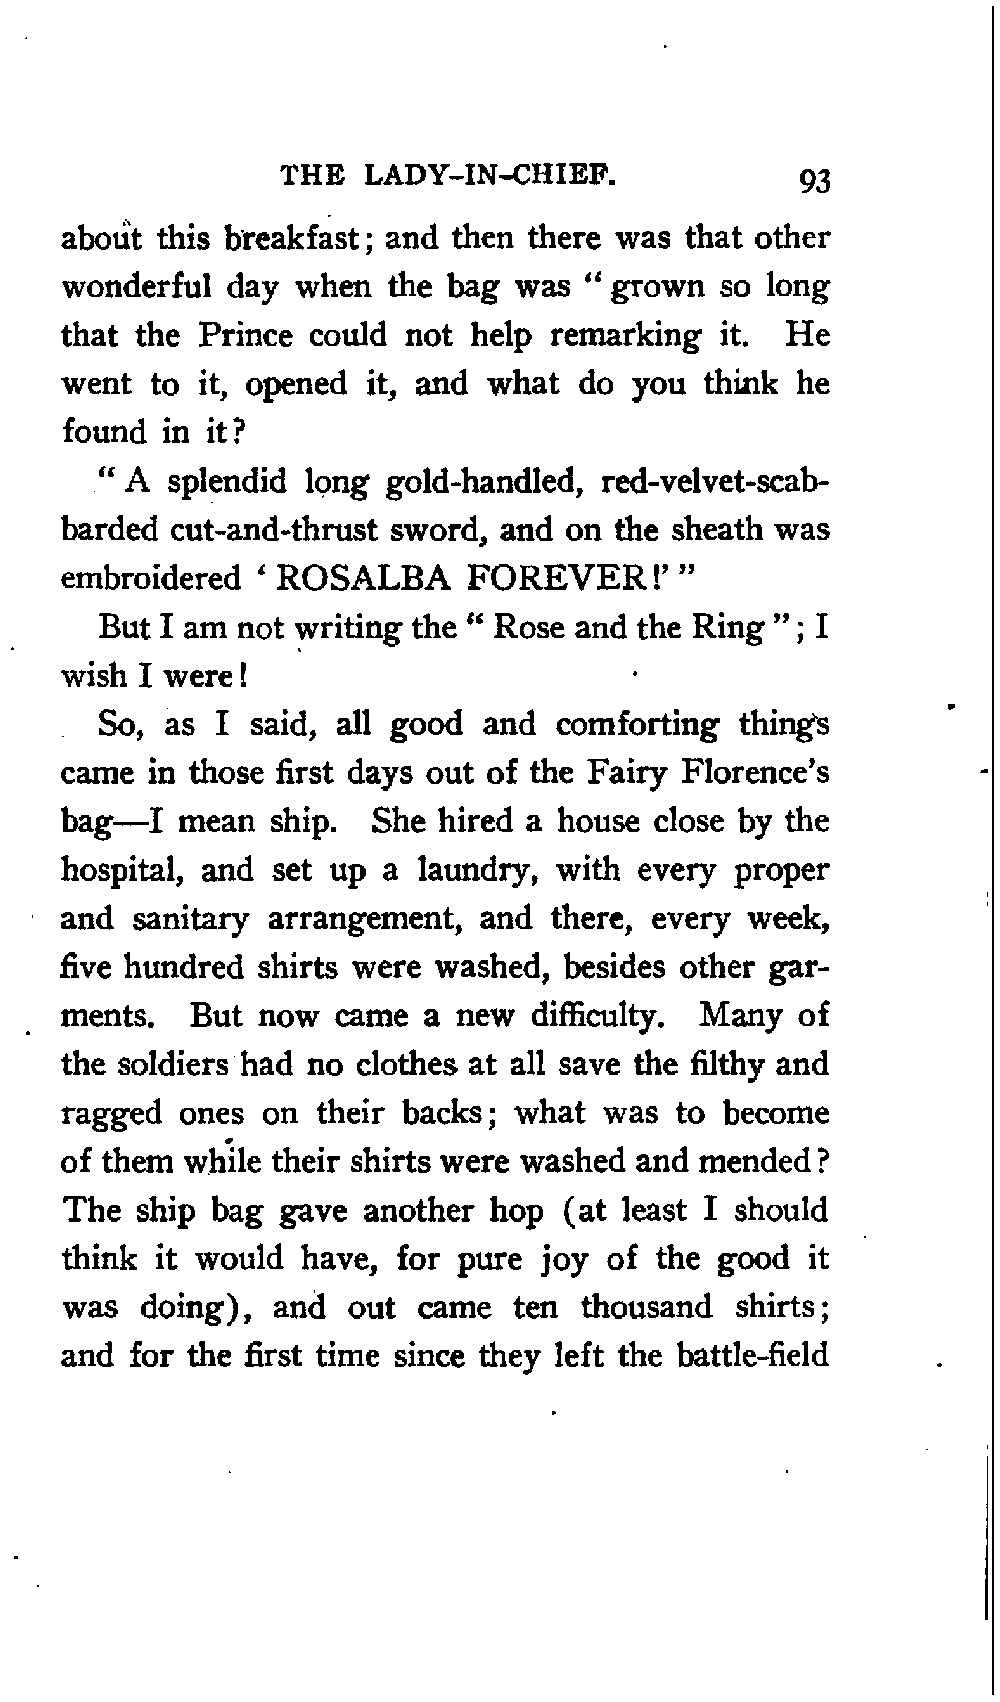 THE LADY-IN-CHIEF. 93
about this breakfast; and then there was that other
wonderful day when the bag was "grown so long
that the Prince could not help remarking it. He
went to it, opened it, and what do you think he
found in it?
"A splendid long gold-handled, red-velvet-scab-
barded cut-and-thrust sword, and on the sheath was
embroidered 'ROSALBA FOREVER!'"
But I am not writing the "Rose and the Ring"; I
wish I were!
So, as I said, all good and comforting things
came in those first days out of the Fairy Florence's
bag—I mean ship. She hired a house close by the
hospital, and set up a laundry, with every proper
and sanitary arrangement, and there, every week,
five hundred shirts were washed, besides other gar-
ments. But now came a new difficulty. Many of
the soldiers had no clothes at all save the filthy and
ragged ones on their backs; what was to become
of them while their shirts were washed and mended?
The ship bag gave another hop (at least I should
think it would have, for pure joy of the good it
was doing), and out came ten thousand shirts;
and for the first time since they left the battle-field